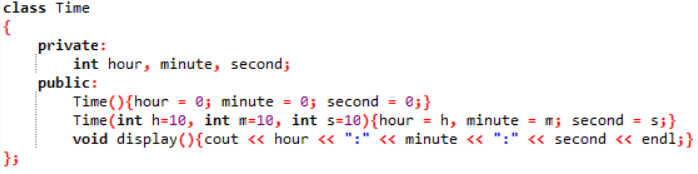 class Time
{
    private:
        int hour, minute, second;
    public:
        Time(){hour = 0; minute = 0; second = 0;}
        Time(int h=10, int m=10, int s=10){hour = h, minute = m; second = s;}
        void display(){cout << hour << ":" << minute << ":" << second << endl;}
};